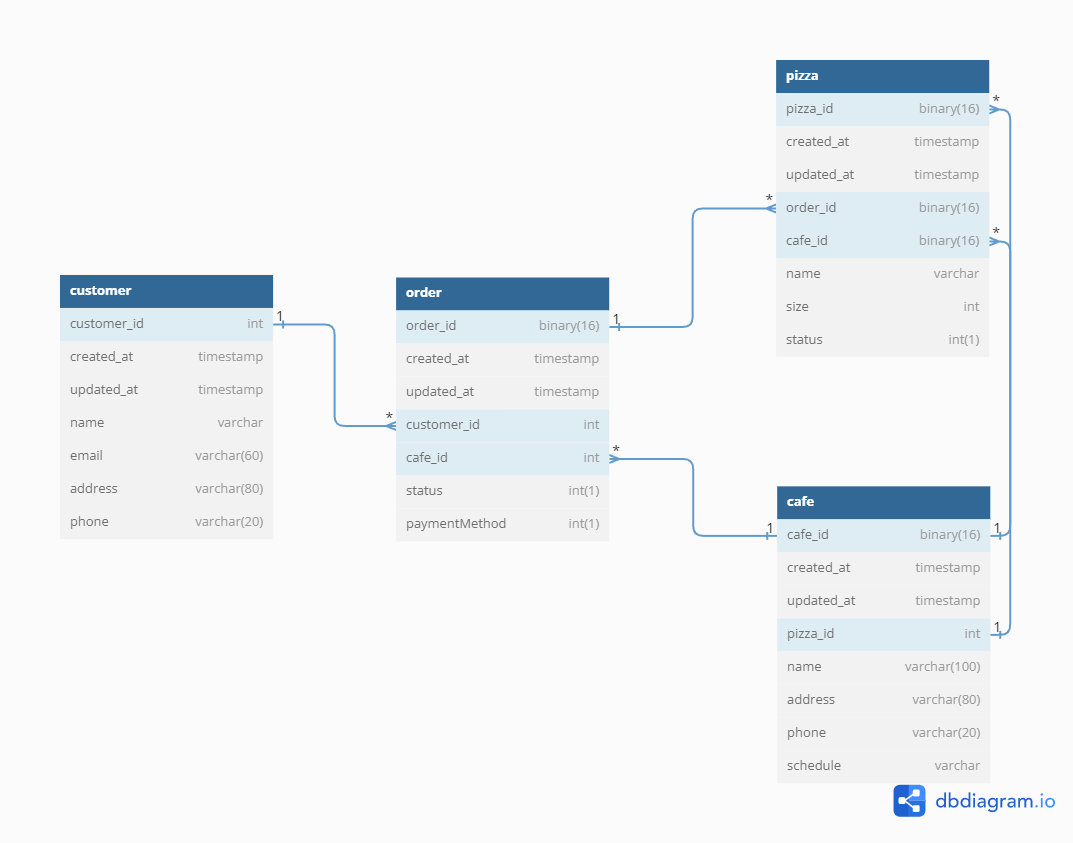 pizza
pizza_id binary(16)
created_at timestamp
updated_at timestamp
order_id binary(16)
cafe_id binary(16)
name varchar
size int
status int(1)
customer
customer_id int
created_at timestamp
updated_at timestamp
name varchar
email varchar(60)
address varchar(80)
phone varchar(20)
order
order_id binary(16)
created_at timestamp
updated_at timestamp
customer_id int
cafe_id int
status int(1)
paymentMethod int(1)
cafe
cafe_id binary(16)
created_at timestamp
updated_at timestamp
pizza_id int
name varchar(100)
address varchar(80)
phone varchar(20)
schedule varchar
1
*
1
*
*
1
*
*
1
1
dbdiagram.io